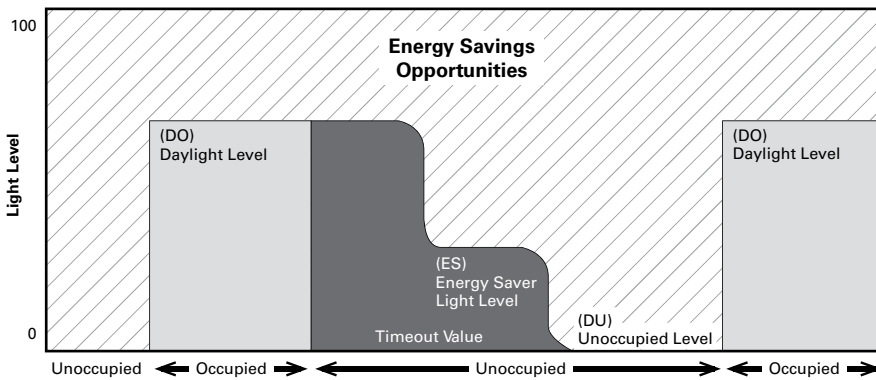 100
Energy Savings
Opportunities
(DO)
Daylight Level
(DO)
Daylight Level
Light Level
(ES)
Energy Saver
Light Level
(DU)
Unoccupied Level
Timeout Value
0
Unoccupied
Occupied
Unoccupied
Occupied